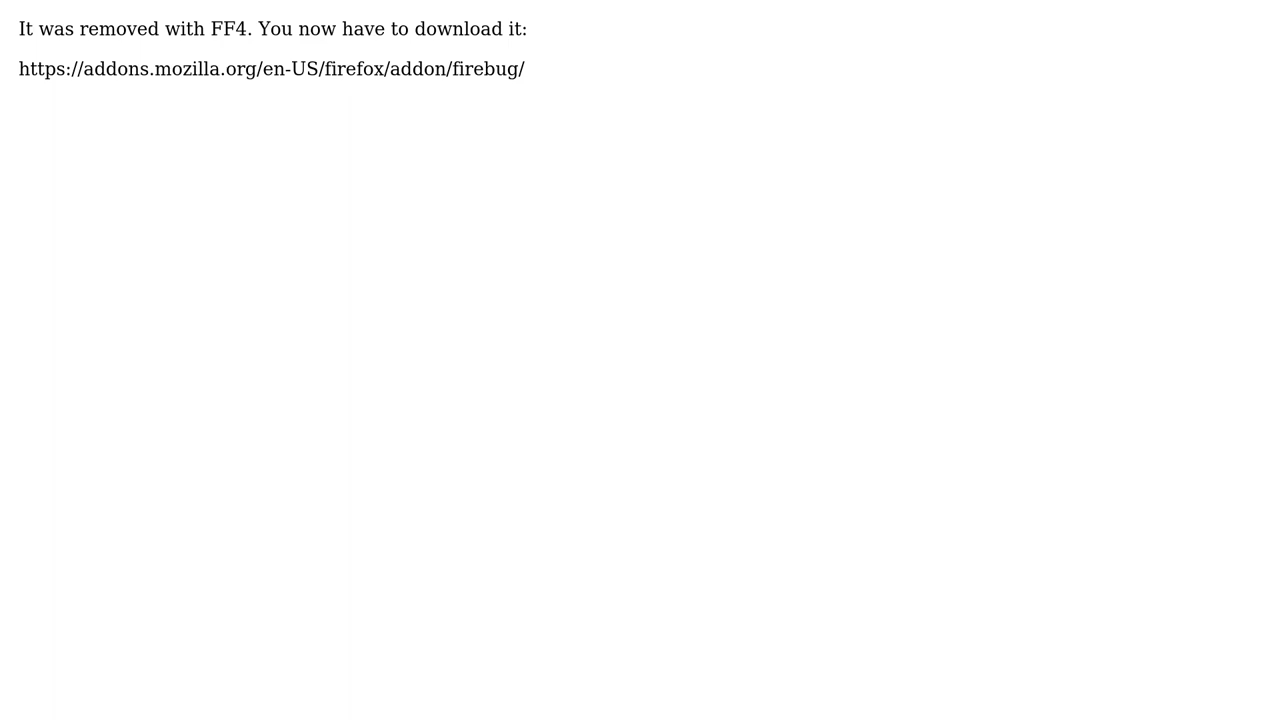 It was removed with FF4. You now have to download it:
https://addons.mozilla.org/en-US/firefox/addon/firebug/